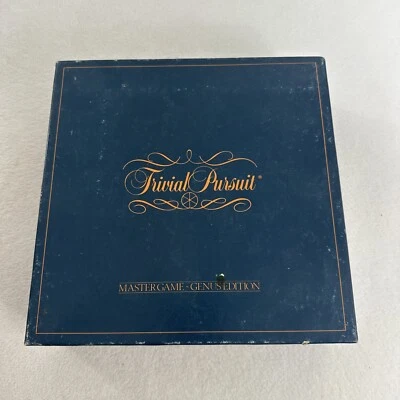 Trivial Pursuit®
MASTER GAME - GENUS EDITION